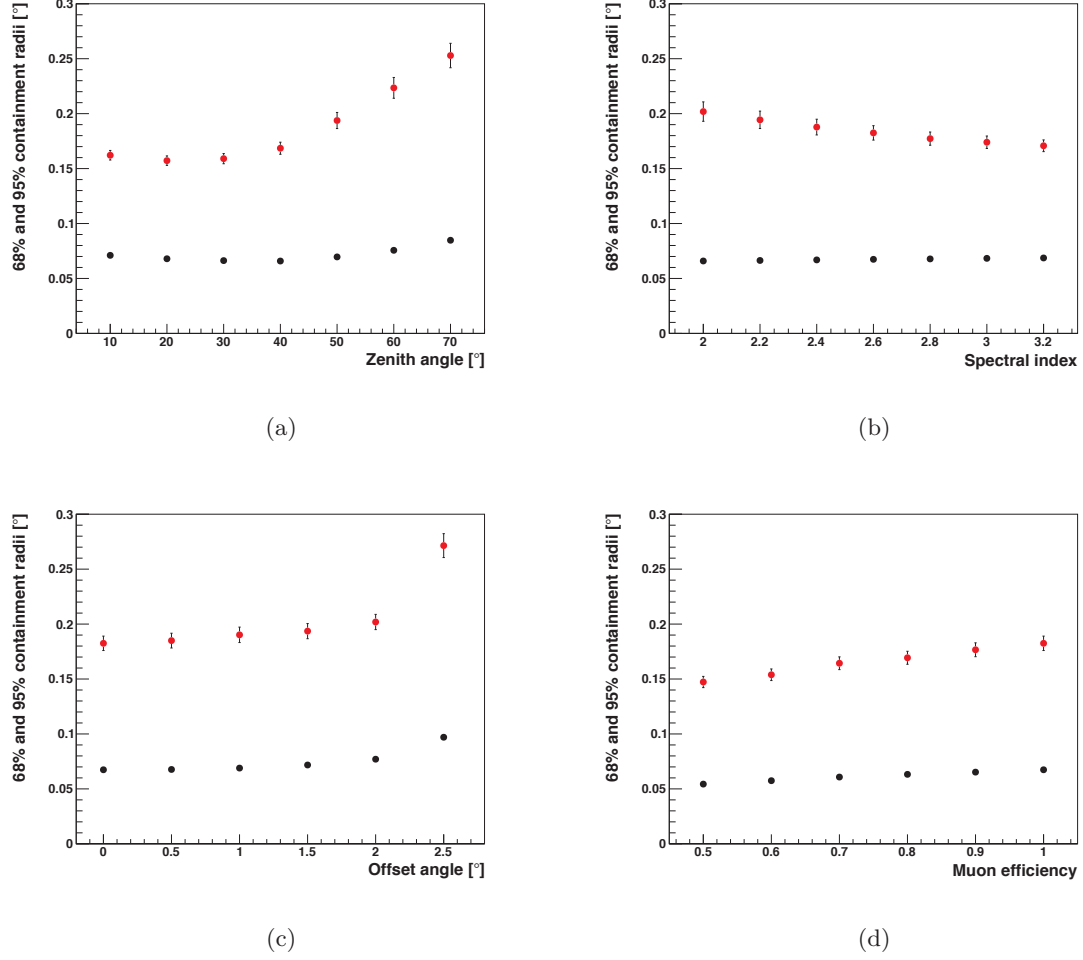 68% and 95% containment radii [°]
0.3
0.25
0.2
0.15
0.1
0.05
0
10 20 30 40 50 60 70
Zenith angle [°]
(a)
68% and 95% containment radii [°]
0.3
0.25
0.2
0.15
0.1
0.05
0
2 2.2 2.4 2.6 2.8 3 3.2
Spectral index
(b)
68% and 95% containment radii [°]
0.3
0.25
0.2
0.15
0.1
0.05
0
0 0.5 1 1.5 2 2.5
Offset angle [°]
(c)
68% and 95% containment radii [°]
0.3
0.25
0.2
0.15
0.1
0.05
0
0.5 0.6 0.7 0.8 0.9 1
Muon efficiency
(d)